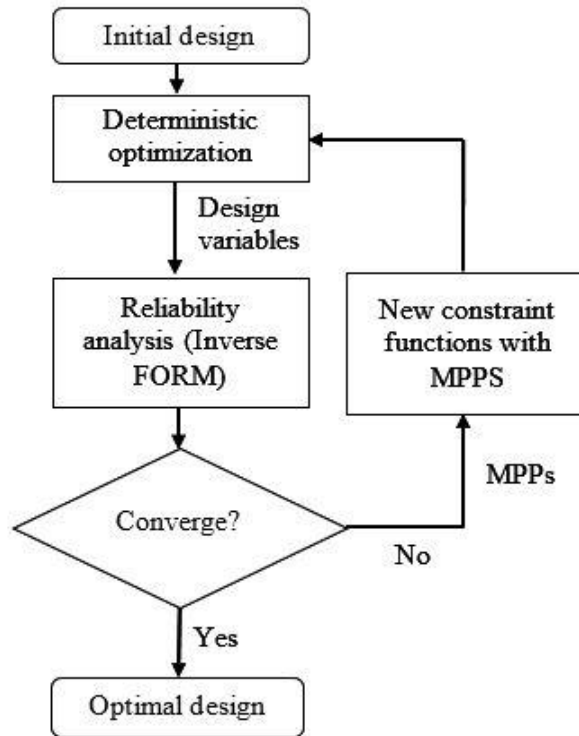 Initial design
Deterministic
optimization
Design
variables
Reliability
analysis (Inverse
FORM)
New constraint
functions with
MPPS
MPPs
Converge?
No
Yes
Optimal design